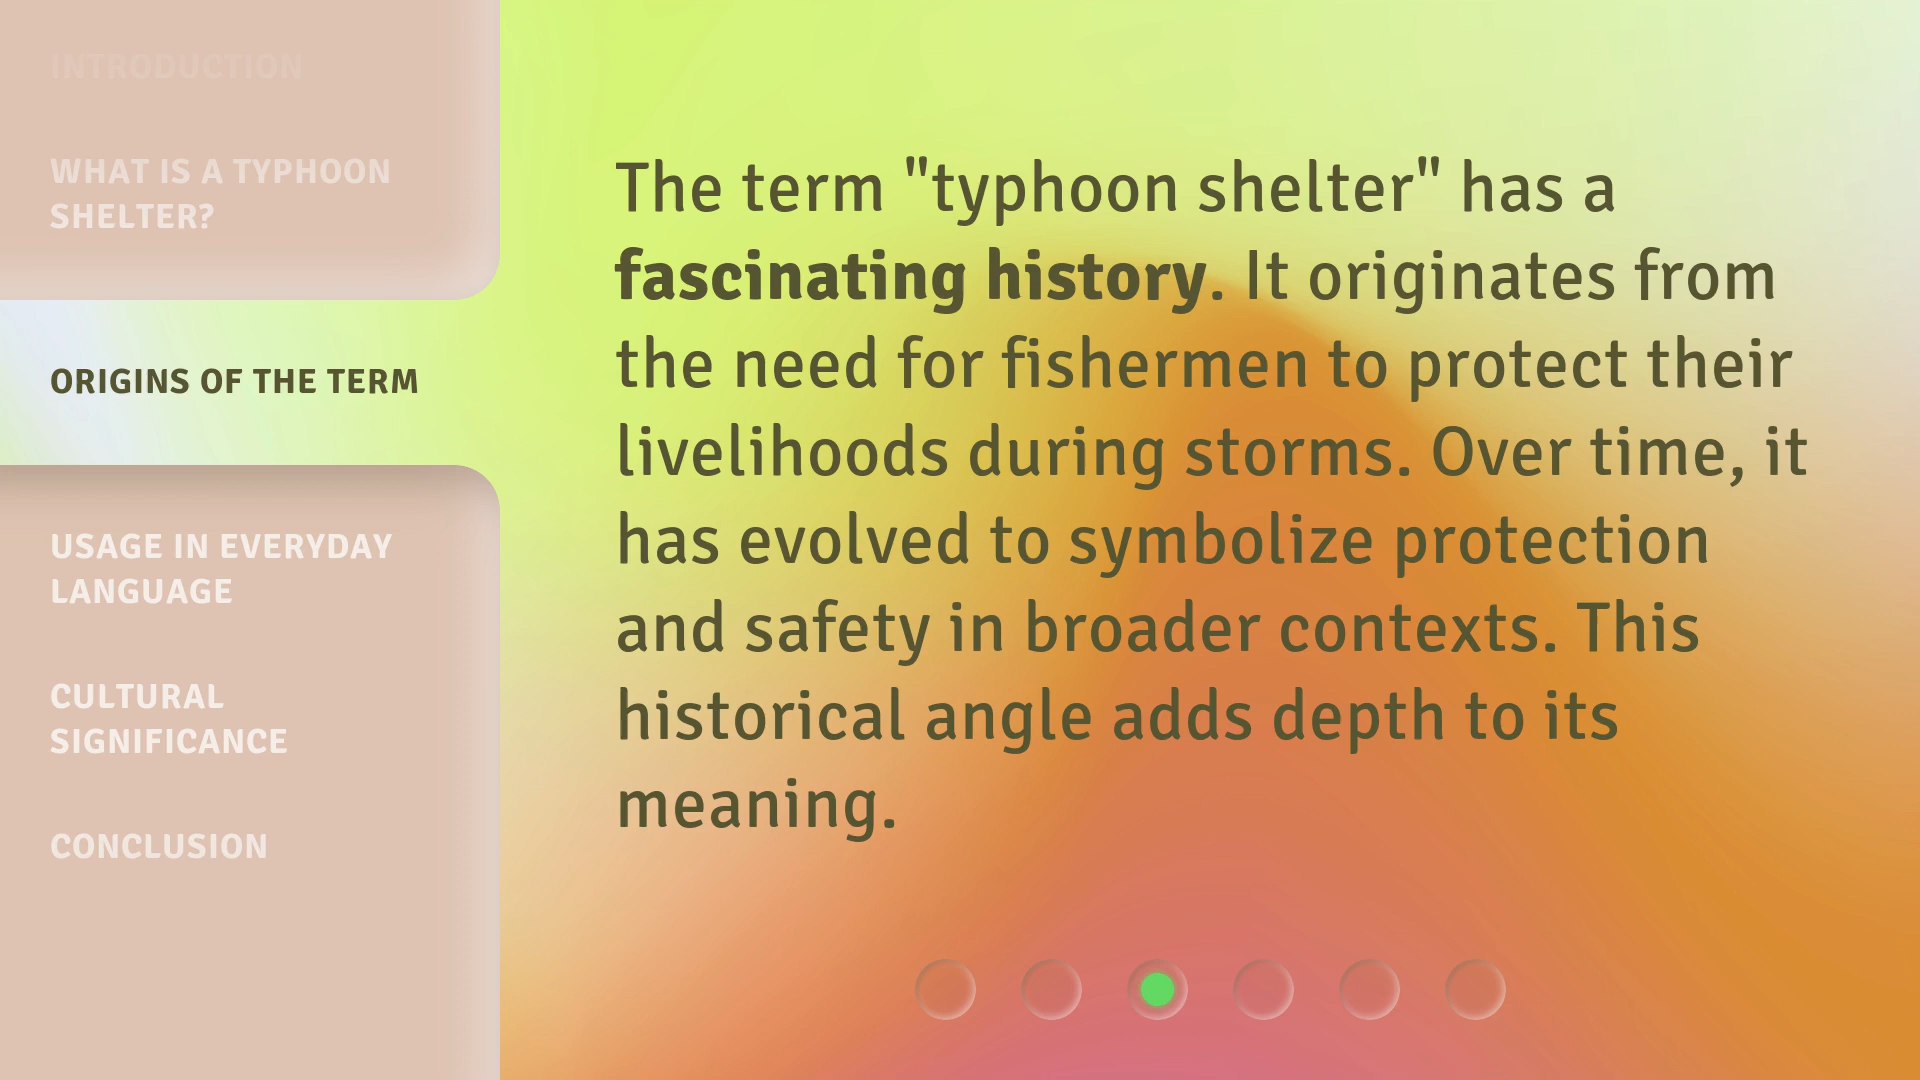 INTRODUCTION
WHAT IS A TYPHOON
SHELTER?
ORIGINS OF THE TERM
USAGE IN EVERYDAY
LANGUAGE
CULTURAL
SIGNIFICANCE
CONCLUSION
The term "typhoon shelter" has a
fascinating history. It originates from
the need for fishermen to protect their
livelihoods during storms. Over time, it
has evolved to symbolize protection
and safety in broader contexts. This
historical angle adds depth to its
meaning.